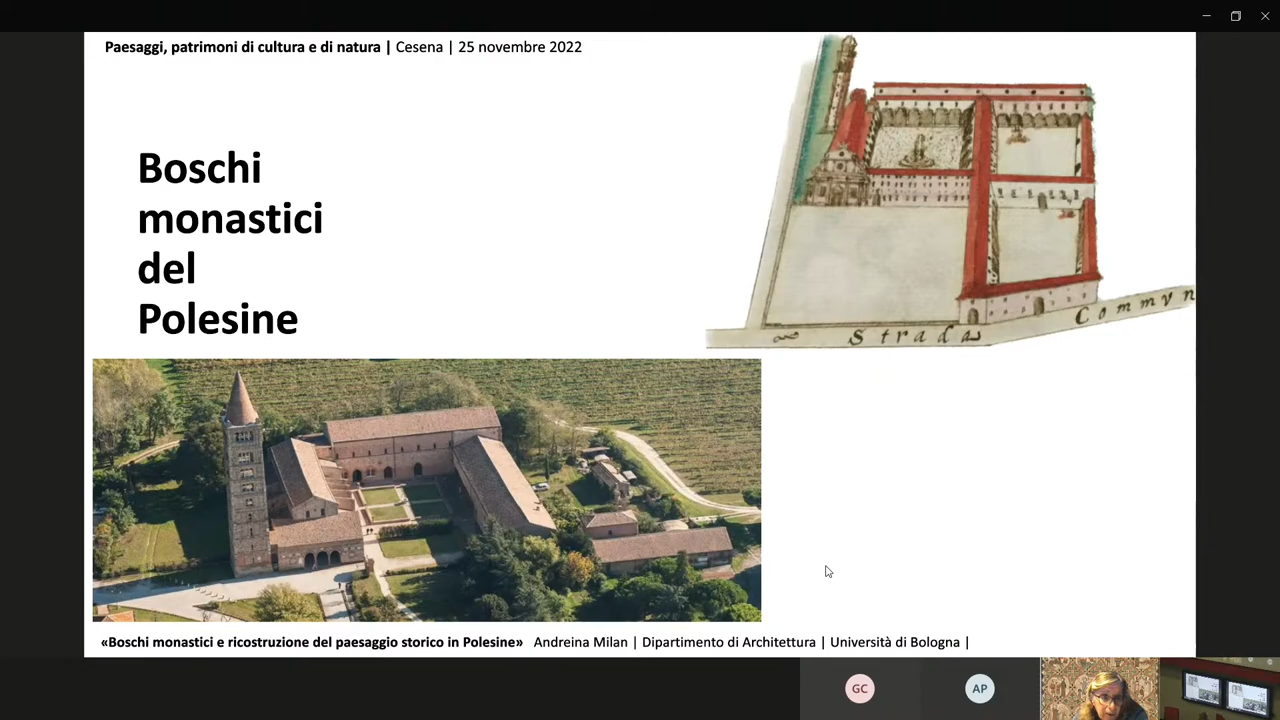 Paesaggi, patrimoni di cultura e di natura | Cesena | 25 novembre 2022
Boschi
monastici
del
Polesine
Strada Commun
«Boschi monastici e ricostruzione del paesaggio storico in Polesine» Andreina Milan | Dipartimento di Architettura | Università di Bologna |
GC
AP